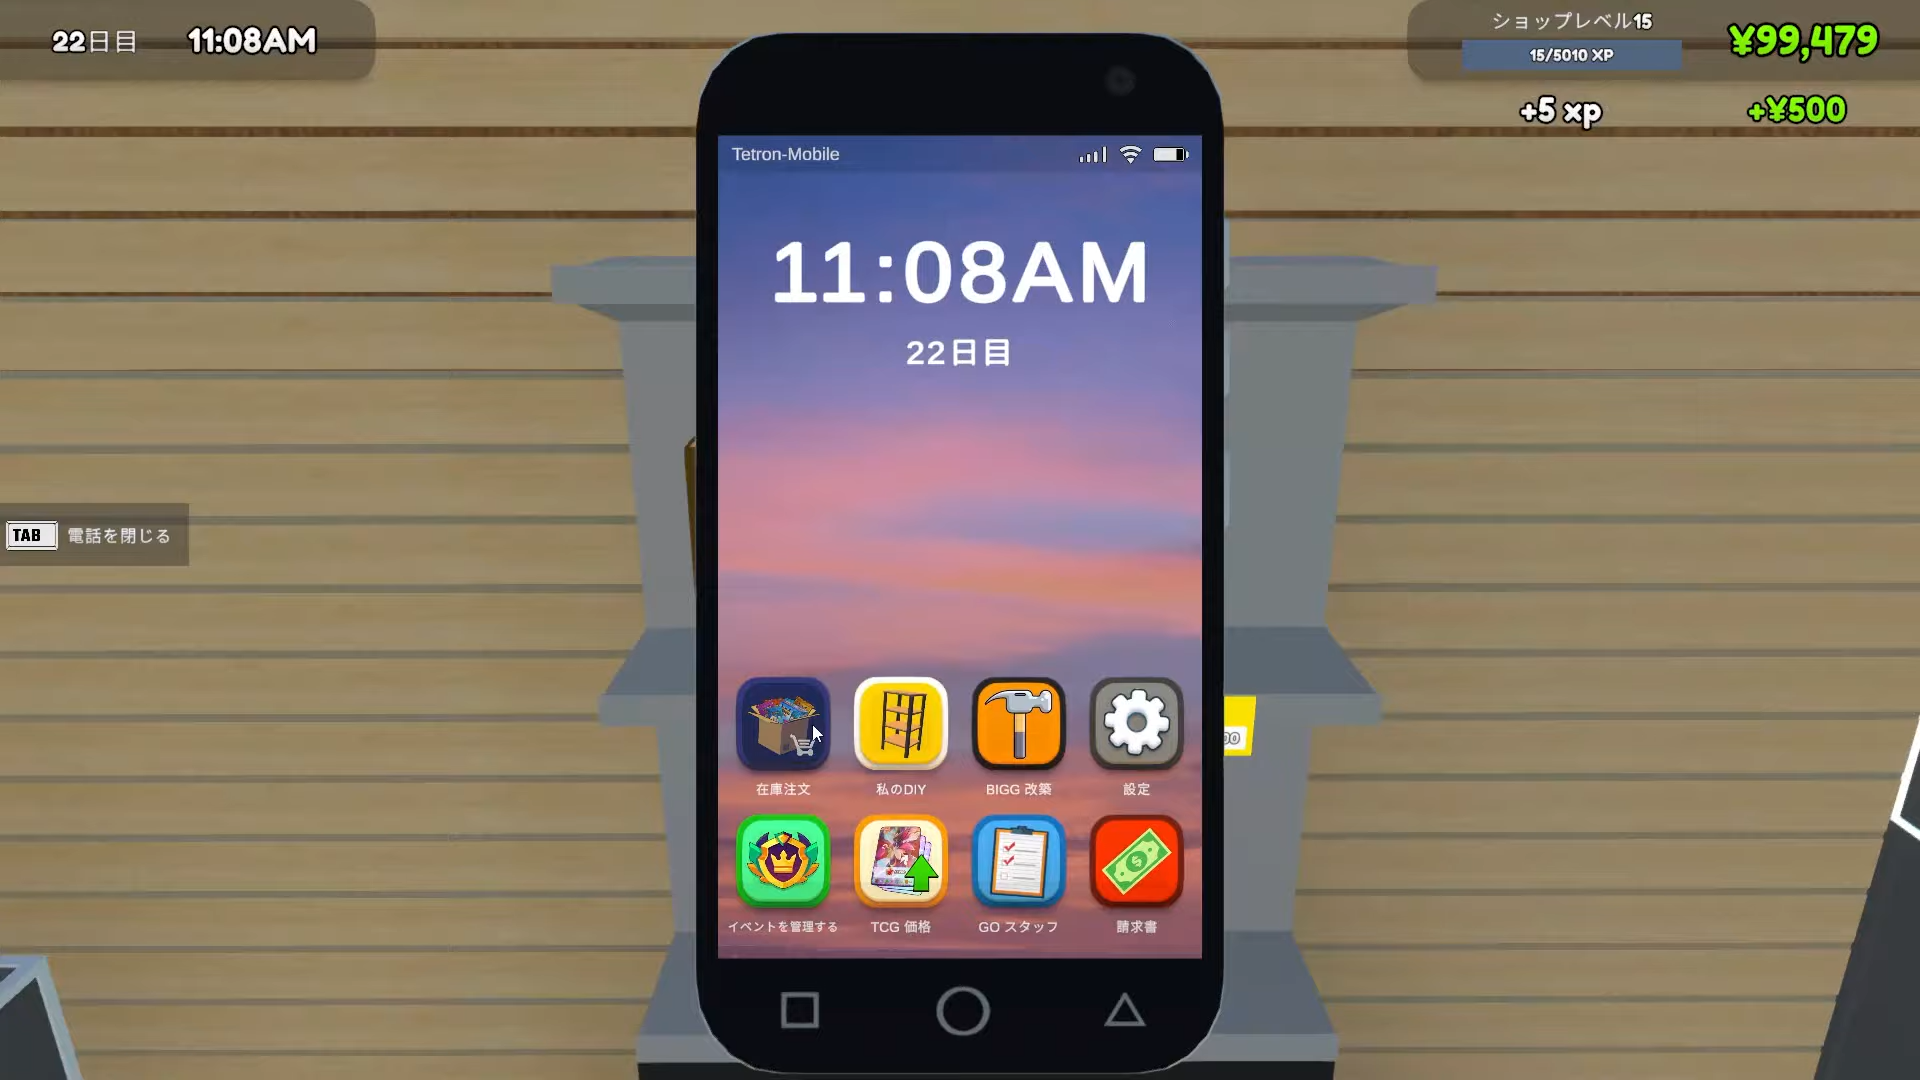 22日目 11:08AM
ショップレベル15
15/5010 XP
¥99,479
+5 xp
+¥500
Tetron-Mobile
11:08AM
22日目
TAB 電話を閉じる
在庫注文 私のDIY BIGG 改築 設定
イベントを管理する TCG 価格 GO スタッフ 請求書